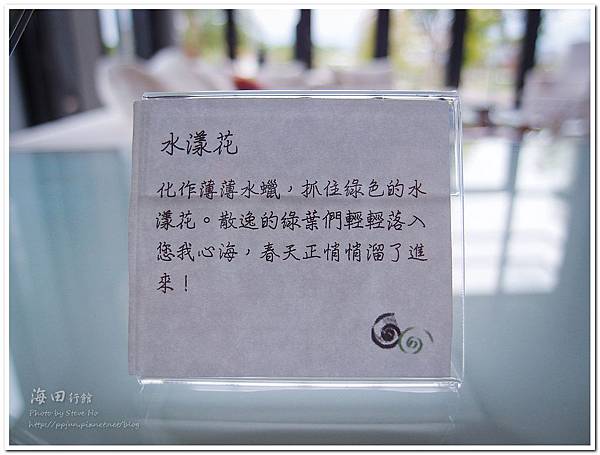 水漾花
化作薄薄水蠟，抓住綠色的水
漾花。散逸的綠葉們輕輕落入
您我心海，春天正悄悄溜了進
來！
海田行館
Photo by Steve Ho
http://ppjun.pixnet.net/blog